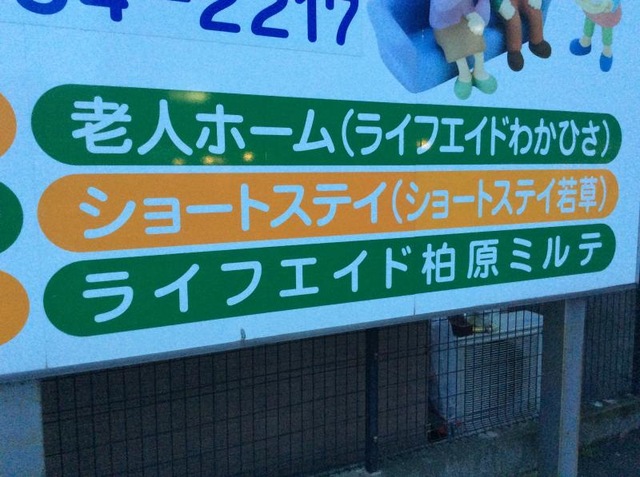 -2217
老人ホーム(ライフエイドわかひさ)
ショートステイ(ショートステイ若草)
ライフエイド柏原ミルテ